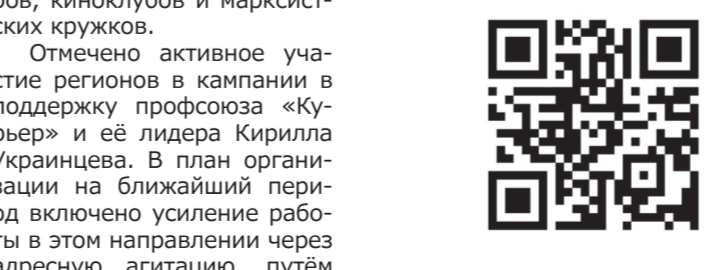 ров, киноклубов и марксист-
ских кружков.
Отмечено активное уча-
стие регионов в кампании в
поддержку профсоюза «Ку-
рьер» и её лидера Кирилла
Украинцева. В план органи-
зации на ближайший пери-
од включено усиление рабо-
ты в этом направлении через
адресную агитацию, путём